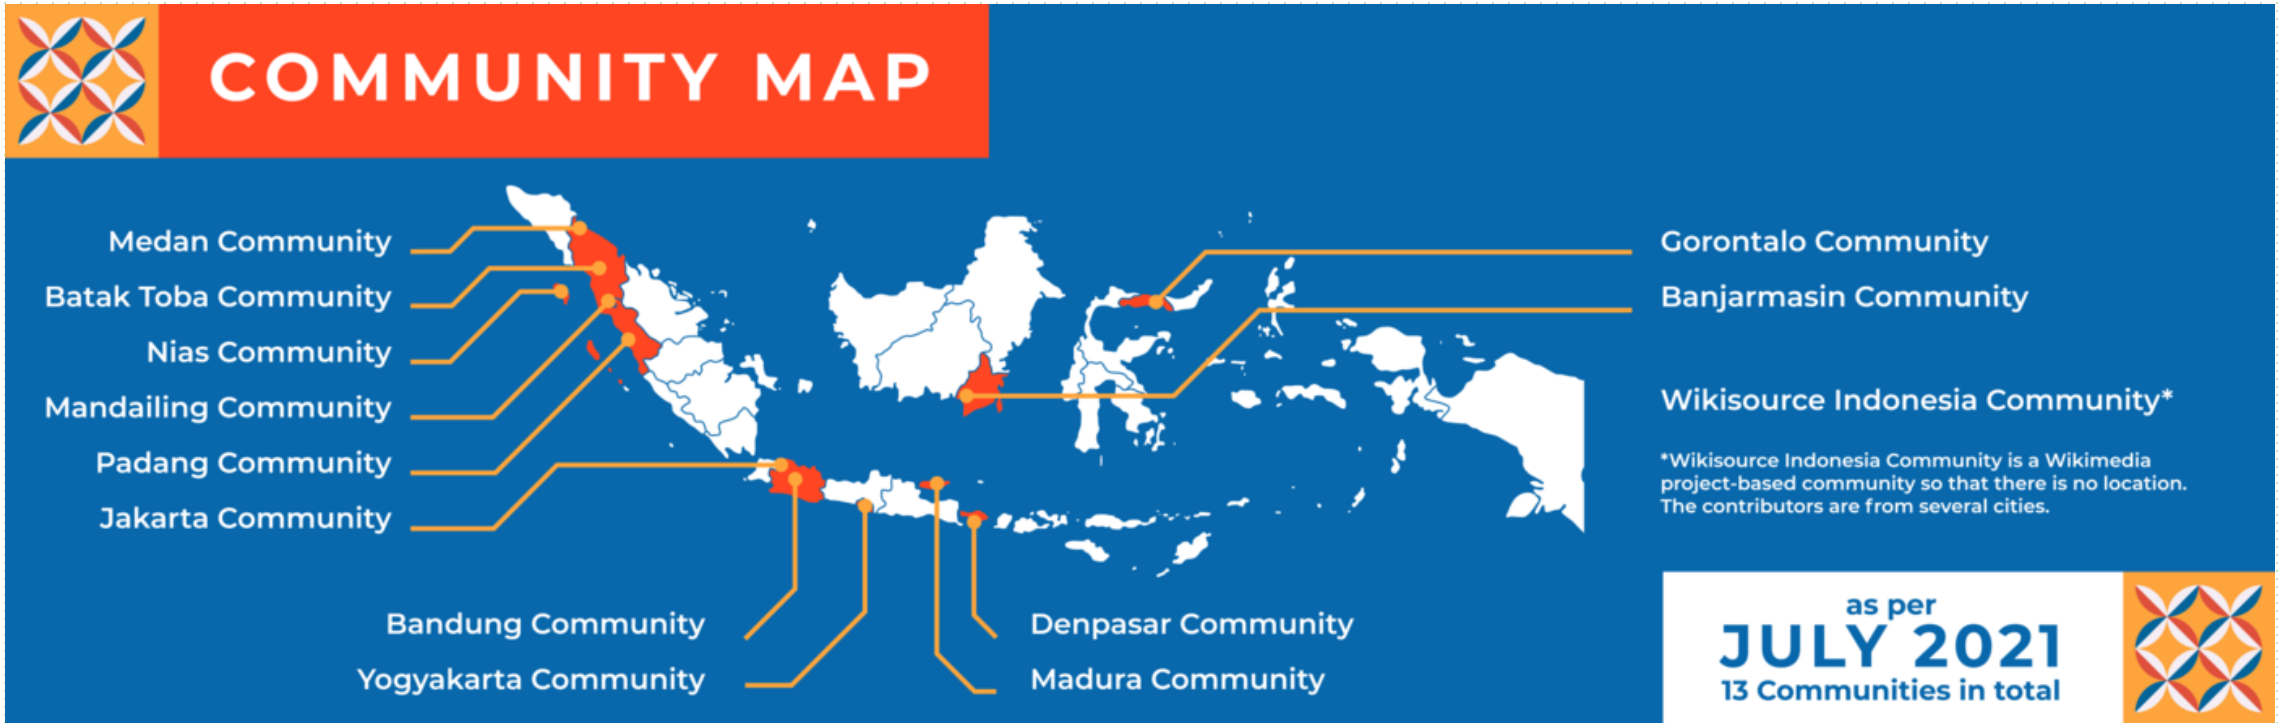 COMMUNITY MAP
Medan Community
Batak Toba Community
Nias Community
Mandailing Community
Padang Community
Jakarta Community
Bandung Community
Yogyakarta Community
Denpasar Community
Madura Community
Gorontalo Community
Banjarmasin Community
Wikisource Indonesia Community*
*Wikisource Indonesia Community is a Wikimedia
project-based community so that there is no location.
The contributors are from several cities.
as per
JULY 2021
13 Communities in total